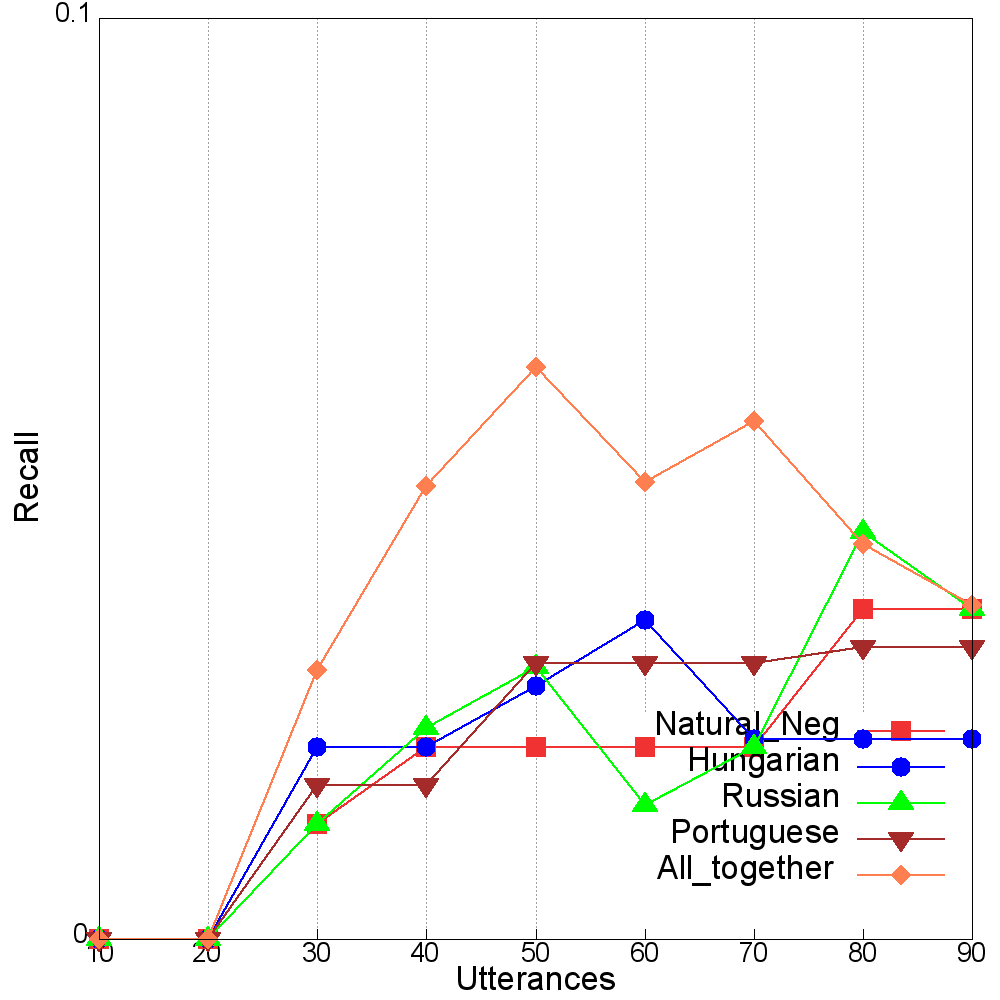 0.1
Recall
Natural_Neg
Hungarian
Russian
Portuguese
All_together
0
10 20 30 40 50 60 70 80 90
Utterances